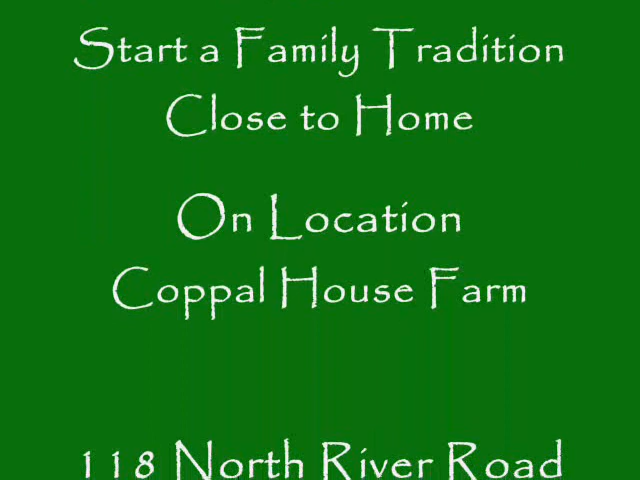 Start a Family Tradition
Close to Home
On Location
Coppal House Farm
118 North River Road